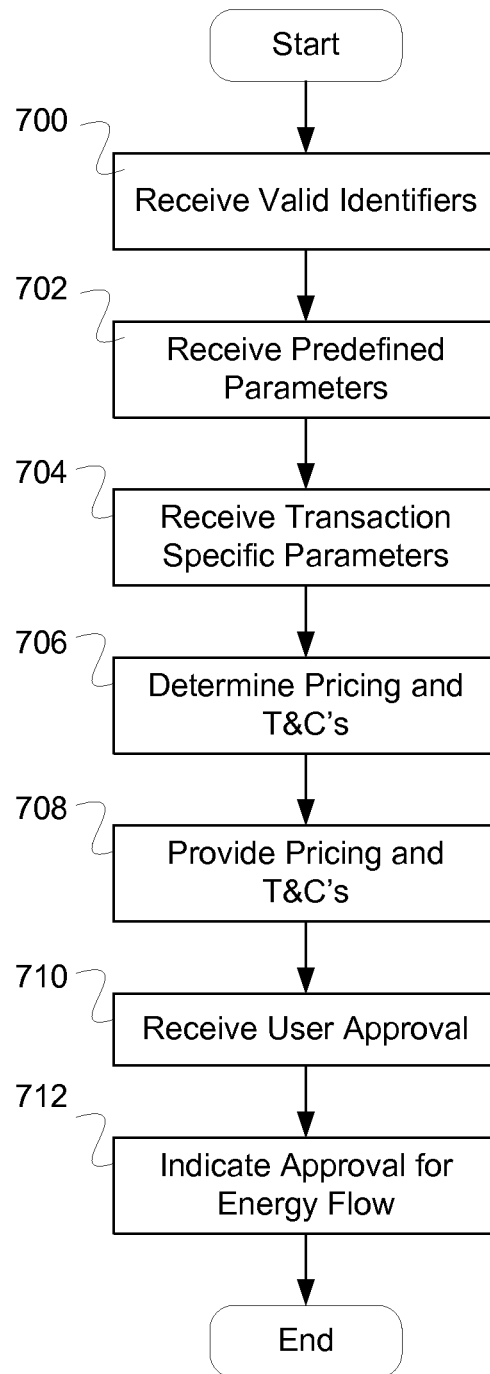 Start
700
Receive Valid Identifiers
702
Receive Predefined
Parameters
704
Receive Transaction
Specific Parameters
706
Determine Pricing and
T&C's
708
Provide Pricing and
T&C's
710
Receive User Approval
712
Indicate Approval for
Energy Flow
End